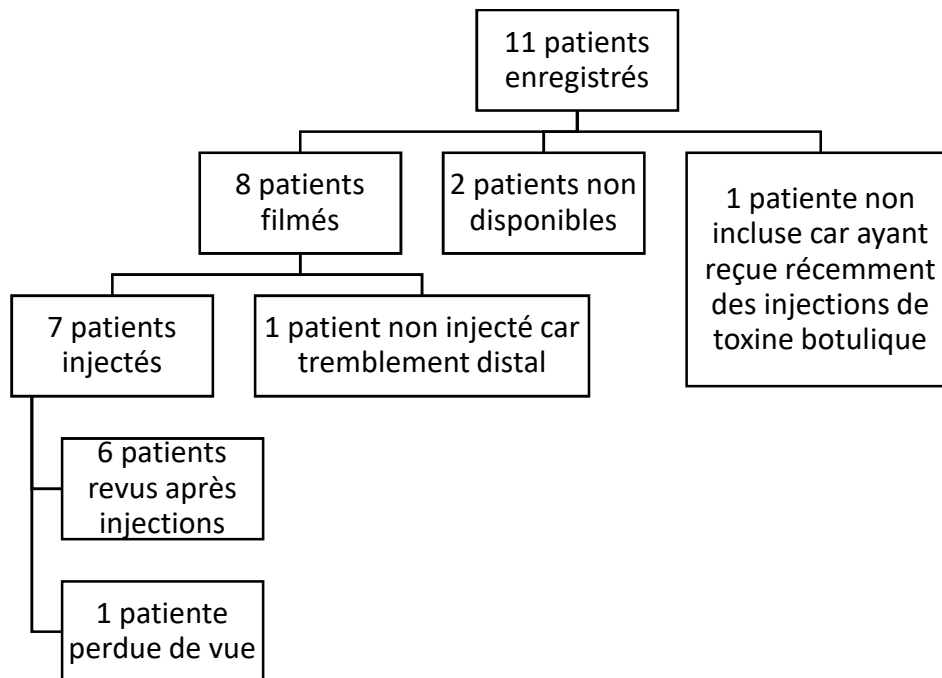 11 patients
enregistrés
8 patients
filmés
2 patients non
disponibles
1 patiente non
incluse car ayant
reçue récemment
des injections de
toxine botulique
7 patients
injectés
1 patient non injecté car
tremblement distal
6 patients
revus après
injections
1 patiente
perdue de vue